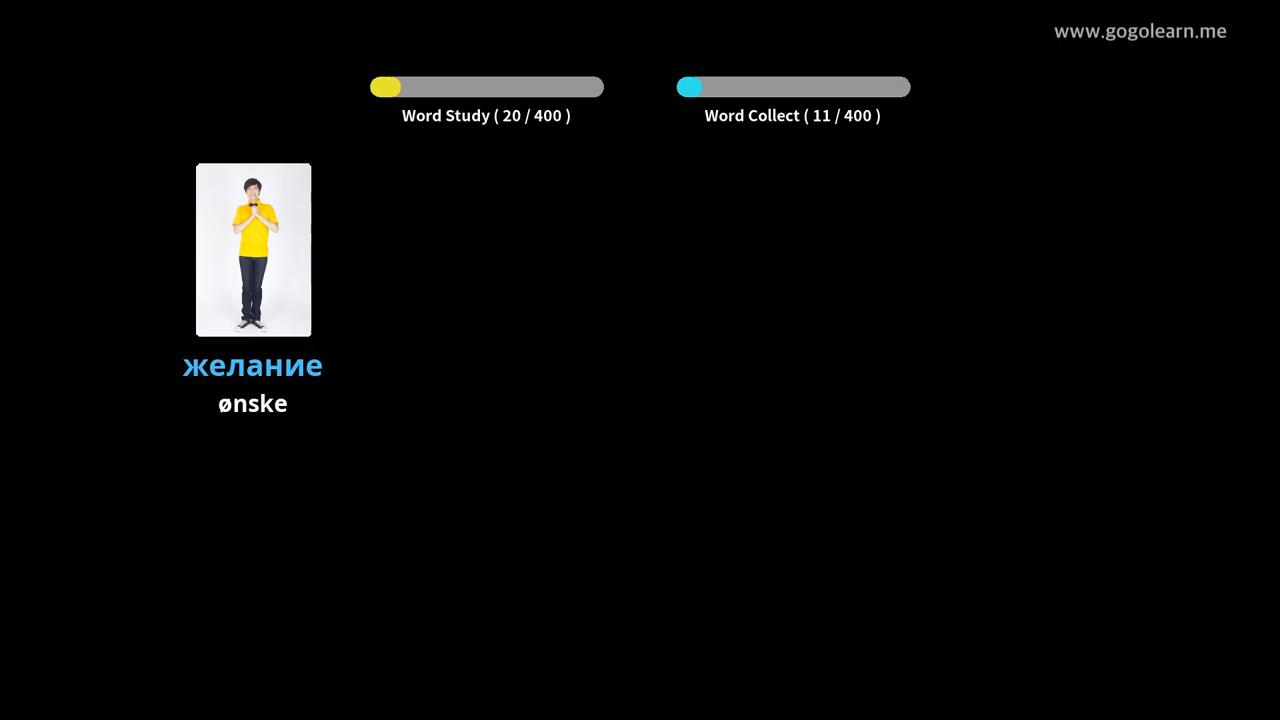 www.gogolearn.me
Word Study ( 20 / 400 )
Word Collect ( 11 / 400 )
желание
ønske